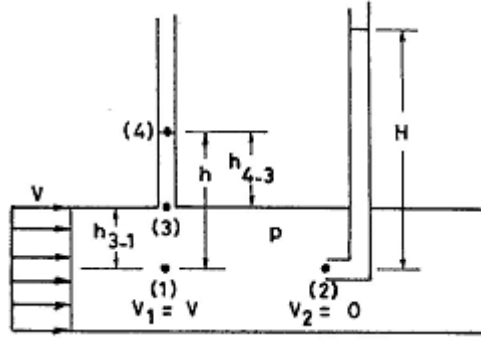 (4)
H
h
h4-3
V
h3-1
(3)
p
(1)
(2)
V1 = V
V2 = 0